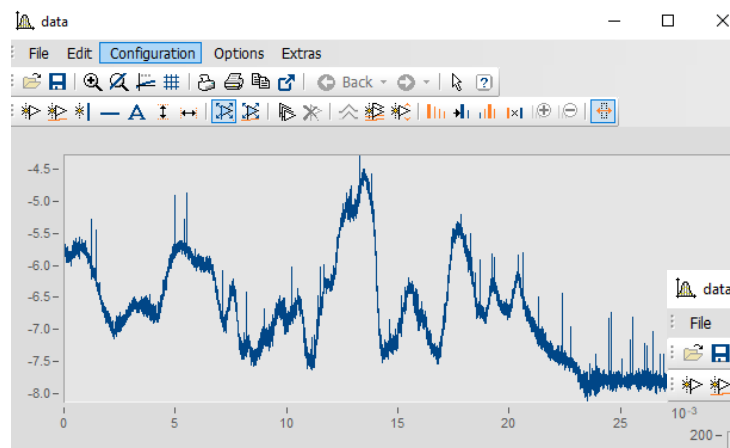 data
File Edit Configuration Options Extras
Back
A
-4.5
-5.0
-5.5
-6.0
-6.5
-7.0
-7.5
-8.0
0 5 10 15 20 25
data
File
10⁻³
200